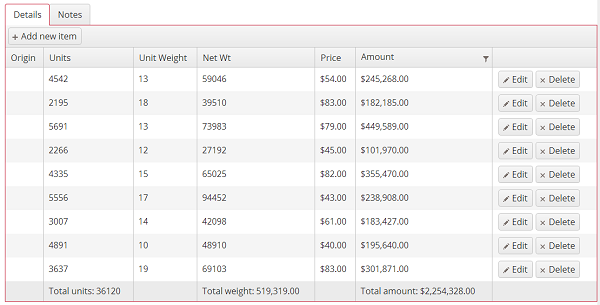 Details Notes
+ Add new item
Origin Units Unit Weight Net Wt Price Amount
4542 13 59046 $54.00 $245,268.00 Edit × Delete
2195 18 39510 $83.00 $182,185.00 Edit × Delete
5691 13 73983 $79.00 $449,589.00 Edit × Delete
2266 12 27192 $45.00 $101,970.00 Edit × Delete
4335 15 65025 $82.00 $355,470.00 Edit × Delete
5556 17 94452 $43.00 $238,908.00 Edit × Delete
3007 14 42098 $61.00 $183,427.00 Edit × Delete
4891 10 48910 $40.00 $195,640.00 Edit × Delete
3637 19 69103 $83.00 $301,871.00 Edit × Delete
Total units: 36120 Total weight: 519,319.00 Total amount: $2,254,328.00